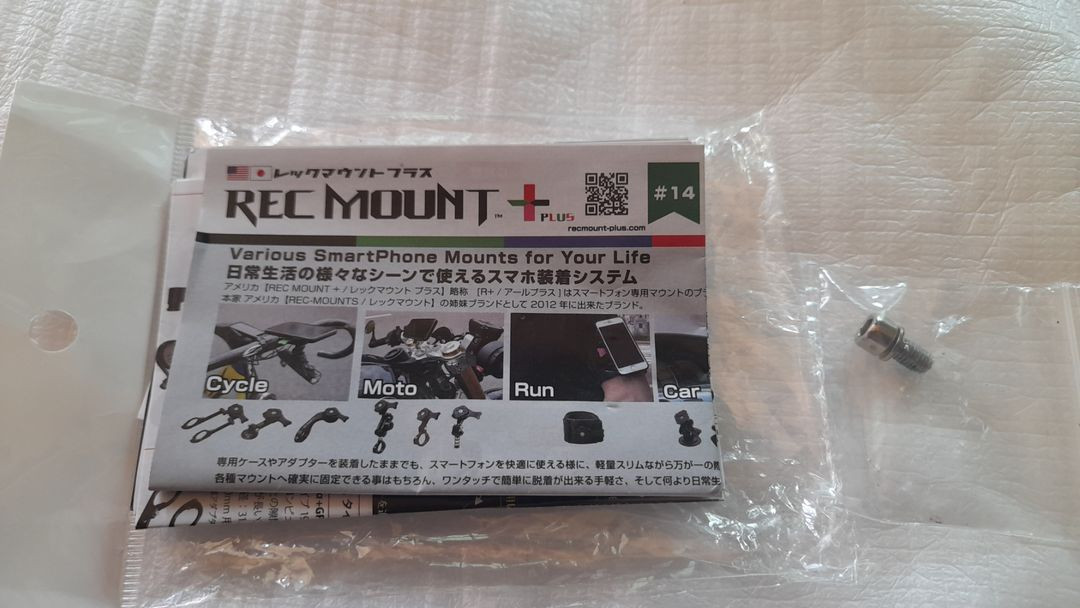 レックマウントプラス
REC MOUNT™ + PLUS
#14
recmount-plus.com
Various SmartPhone Mounts for Your Life
日常生活の様々なシーンで使えるスマホ装着システム
アメリカ【REC MOUNT + / レックマウント プラス】略称 [R+ / アールプラス] はスマートフォン専用マウントのブラ
本家 アメリカ【REC-MOUNTS / レックマウント】の姉妹ブランドとして 2012 年に出来たブランド。
Cycle
Moto
Run
Car
専用ケースやアダプターを装着したままでも、スマートフォンを快適に使える様に、軽量スリムながら万が一の
各種マウントへ確実に固定できる事はもちろん、ワンタッチで簡単に脱着が出来る手軽さ、そして何より日常生